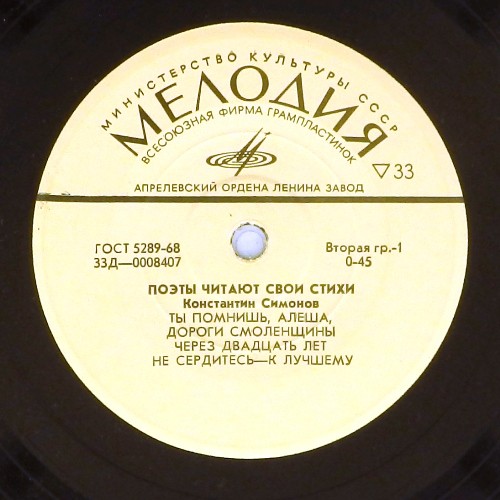 МИНИСТЕРСТВО КУЛЬТУРЫ СССР
МЕЛОДИЯ
ВСЕСОЮЗНАЯ ФИРМА ГРАМПЛАСТИНОК
▽33
АПРЕЛЕВСКИЙ ОРДЕНА ЛЕНИНА ЗАВОД
ГОСТ 5289-68 Вторая гр.-1
33Д—0008407 0-45
ПОЭТЫ ЧИТАЮТ СВОИ СТИХИ
Константин Симонов
ТЫ ПОМНИШЬ, АЛЕША,
ДОРОГИ СМОЛЕНЩИНЫ
ЧЕРЕЗ ДВАДЦАТЬ ЛЕТ
НЕ СЕРДИТЕСЬ—К ЛУЧШЕМУ